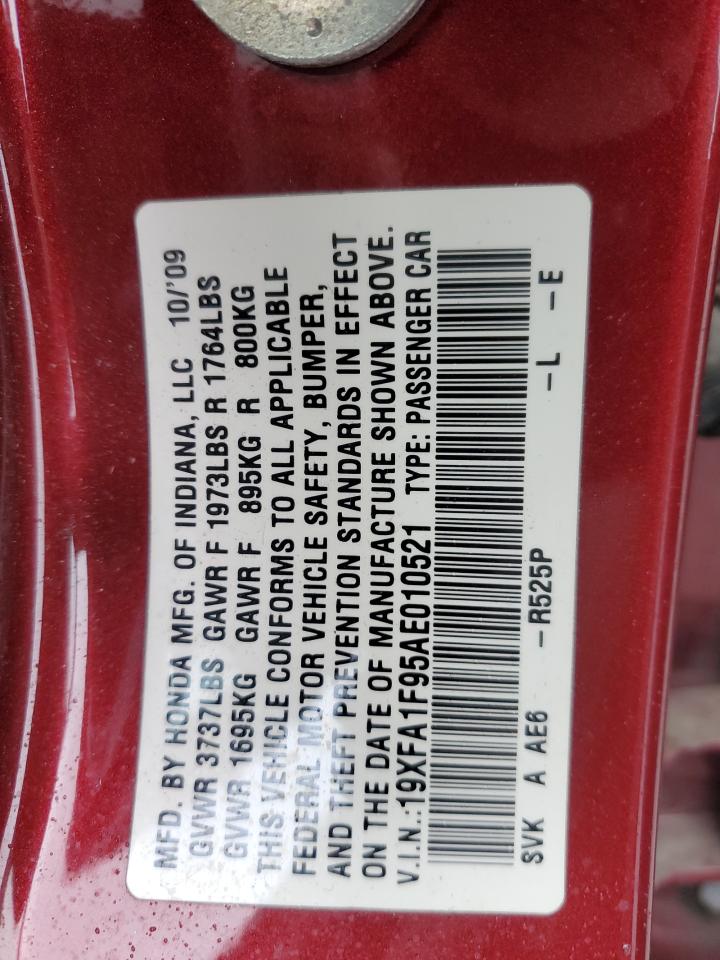 MFD. BY HONDA MFG. OF INDIANA, LLC 10/'09
GVWR 3737LBS GAWR F 1973LBS R 1764LBS
GVWR 1695KG GAWR F 895KG R 800KG
THIS VEHICLE CONFORMS TO ALL APPLICABLE
FEDERAL MOTOR VEHICLE SAFETY, BUMPER,
AND THEFT PREVENTION STANDARDS IN EFFECT
ON THE DATE OF MANUFACTURE SHOWN ABOVE.
V.I.N.:19XFA1F95AE010521 TYPE: PASSENGER CAR
SVK A AE6 -R525P -L -E